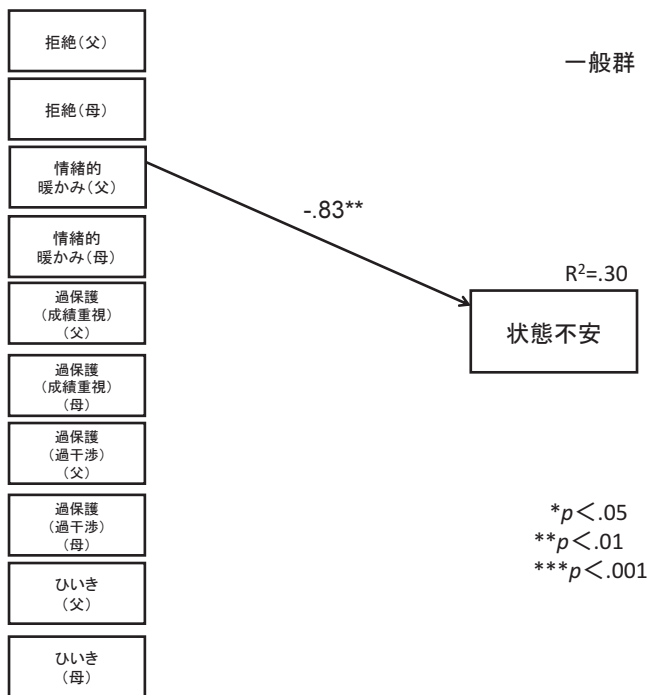 拒絶(父)
一般群
拒絶(母)
情緒的
暖かみ(父)
-.83**
情緒的
暖かみ(母)
R²=.30
過保護
(成績重視)
(父)
状態不安
過保護
(成績重視)
(母)
過保護
(過干渉)
(父)
過保護
(過干渉)
(母)
*p<.05
**p<.01
***p<.001
ひいき
(父)
ひいき
(母)